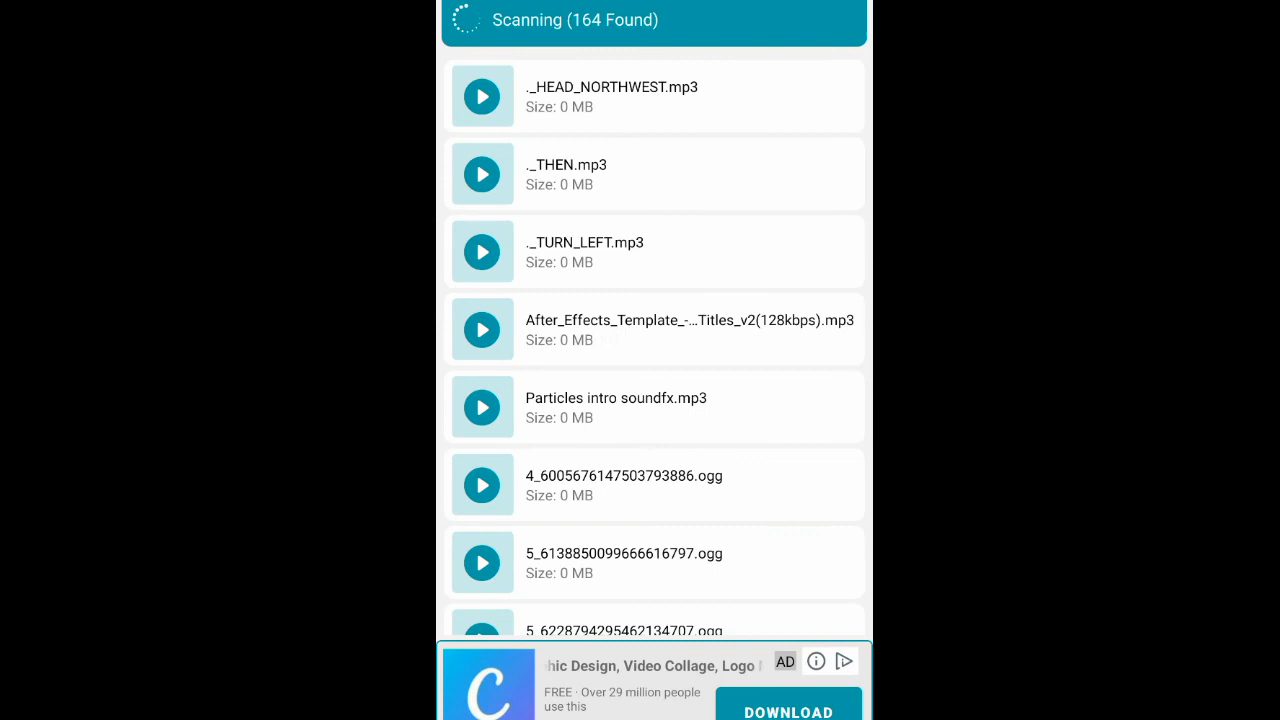 Scanning (164 Found)
._HEAD_NORTHWEST.mp3
Size: 0 MB
._THEN.mp3
Size: 0 MB
._TURN_LEFT.mp3
Size: 0 MB
After_Effects_Template_-...Titles_v2(128kbps).mp3
Size: 0 MB
Particles intro soundfx.mp3
Size: 0 MB
4_6005676147503793886.ogg
Size: 0 MB
5_6138850099666616797.ogg
Size: 0 MB
5_6228794295462134707.ogg
hic Design, Video Collage, Logo
AD
FREE · Over 29 million people
use this
DOWNLOAD
C